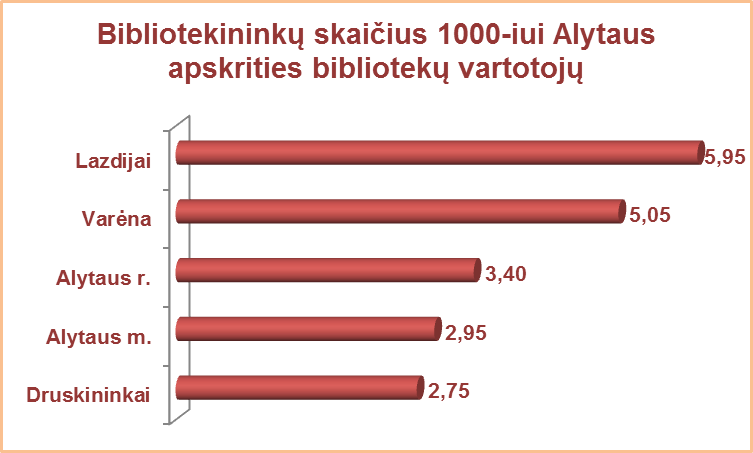 Bibliotekininkų skaičius 1000-iui Alytaus
apskrities bibliotekų vartotojų
Lazdijai 5,95
Varėna 5,05
Alytaus r. 3,40
Alytaus m. 2,95
Druskininkai 2,75